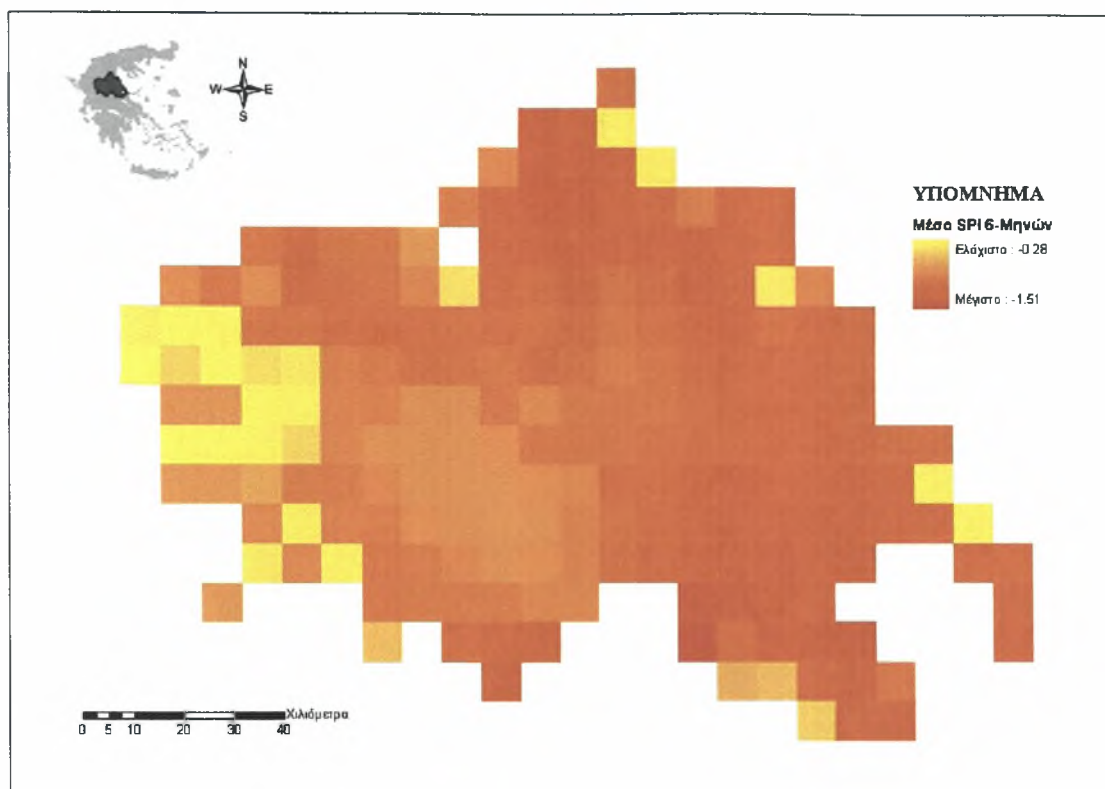 N
W E
S
ΥΠΟΜΝΗΜΑ
Μέσο SPI 6-Μηνών
Ελάχιστο : -0.28
Μέγιστο : -1.51
Χιλιόμετρα
0 5 10 20 30 40